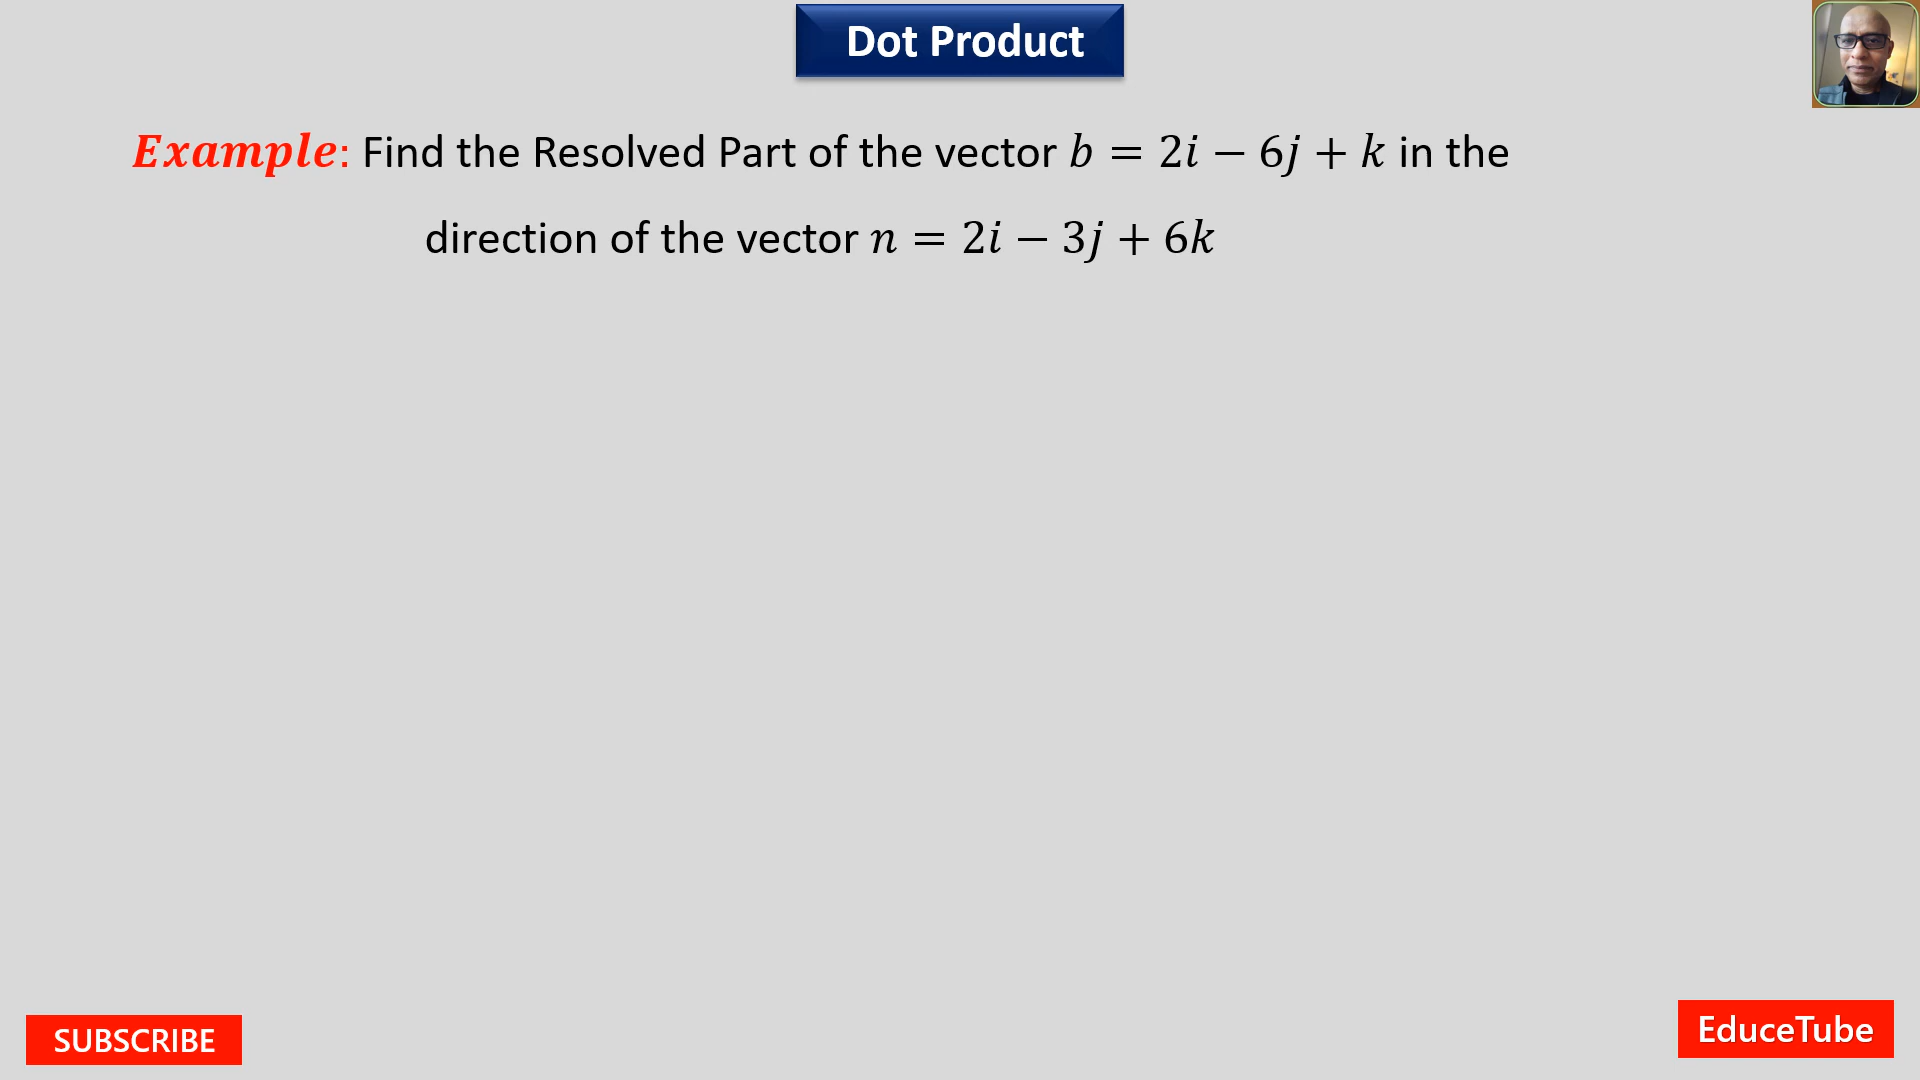 Dot Product
Example: Find the Resolved Part of the vector b = 2i − 6j + k in the
direction of the vector n = 2i − 3j + 6k
SUBSCRIBE
EduceTube